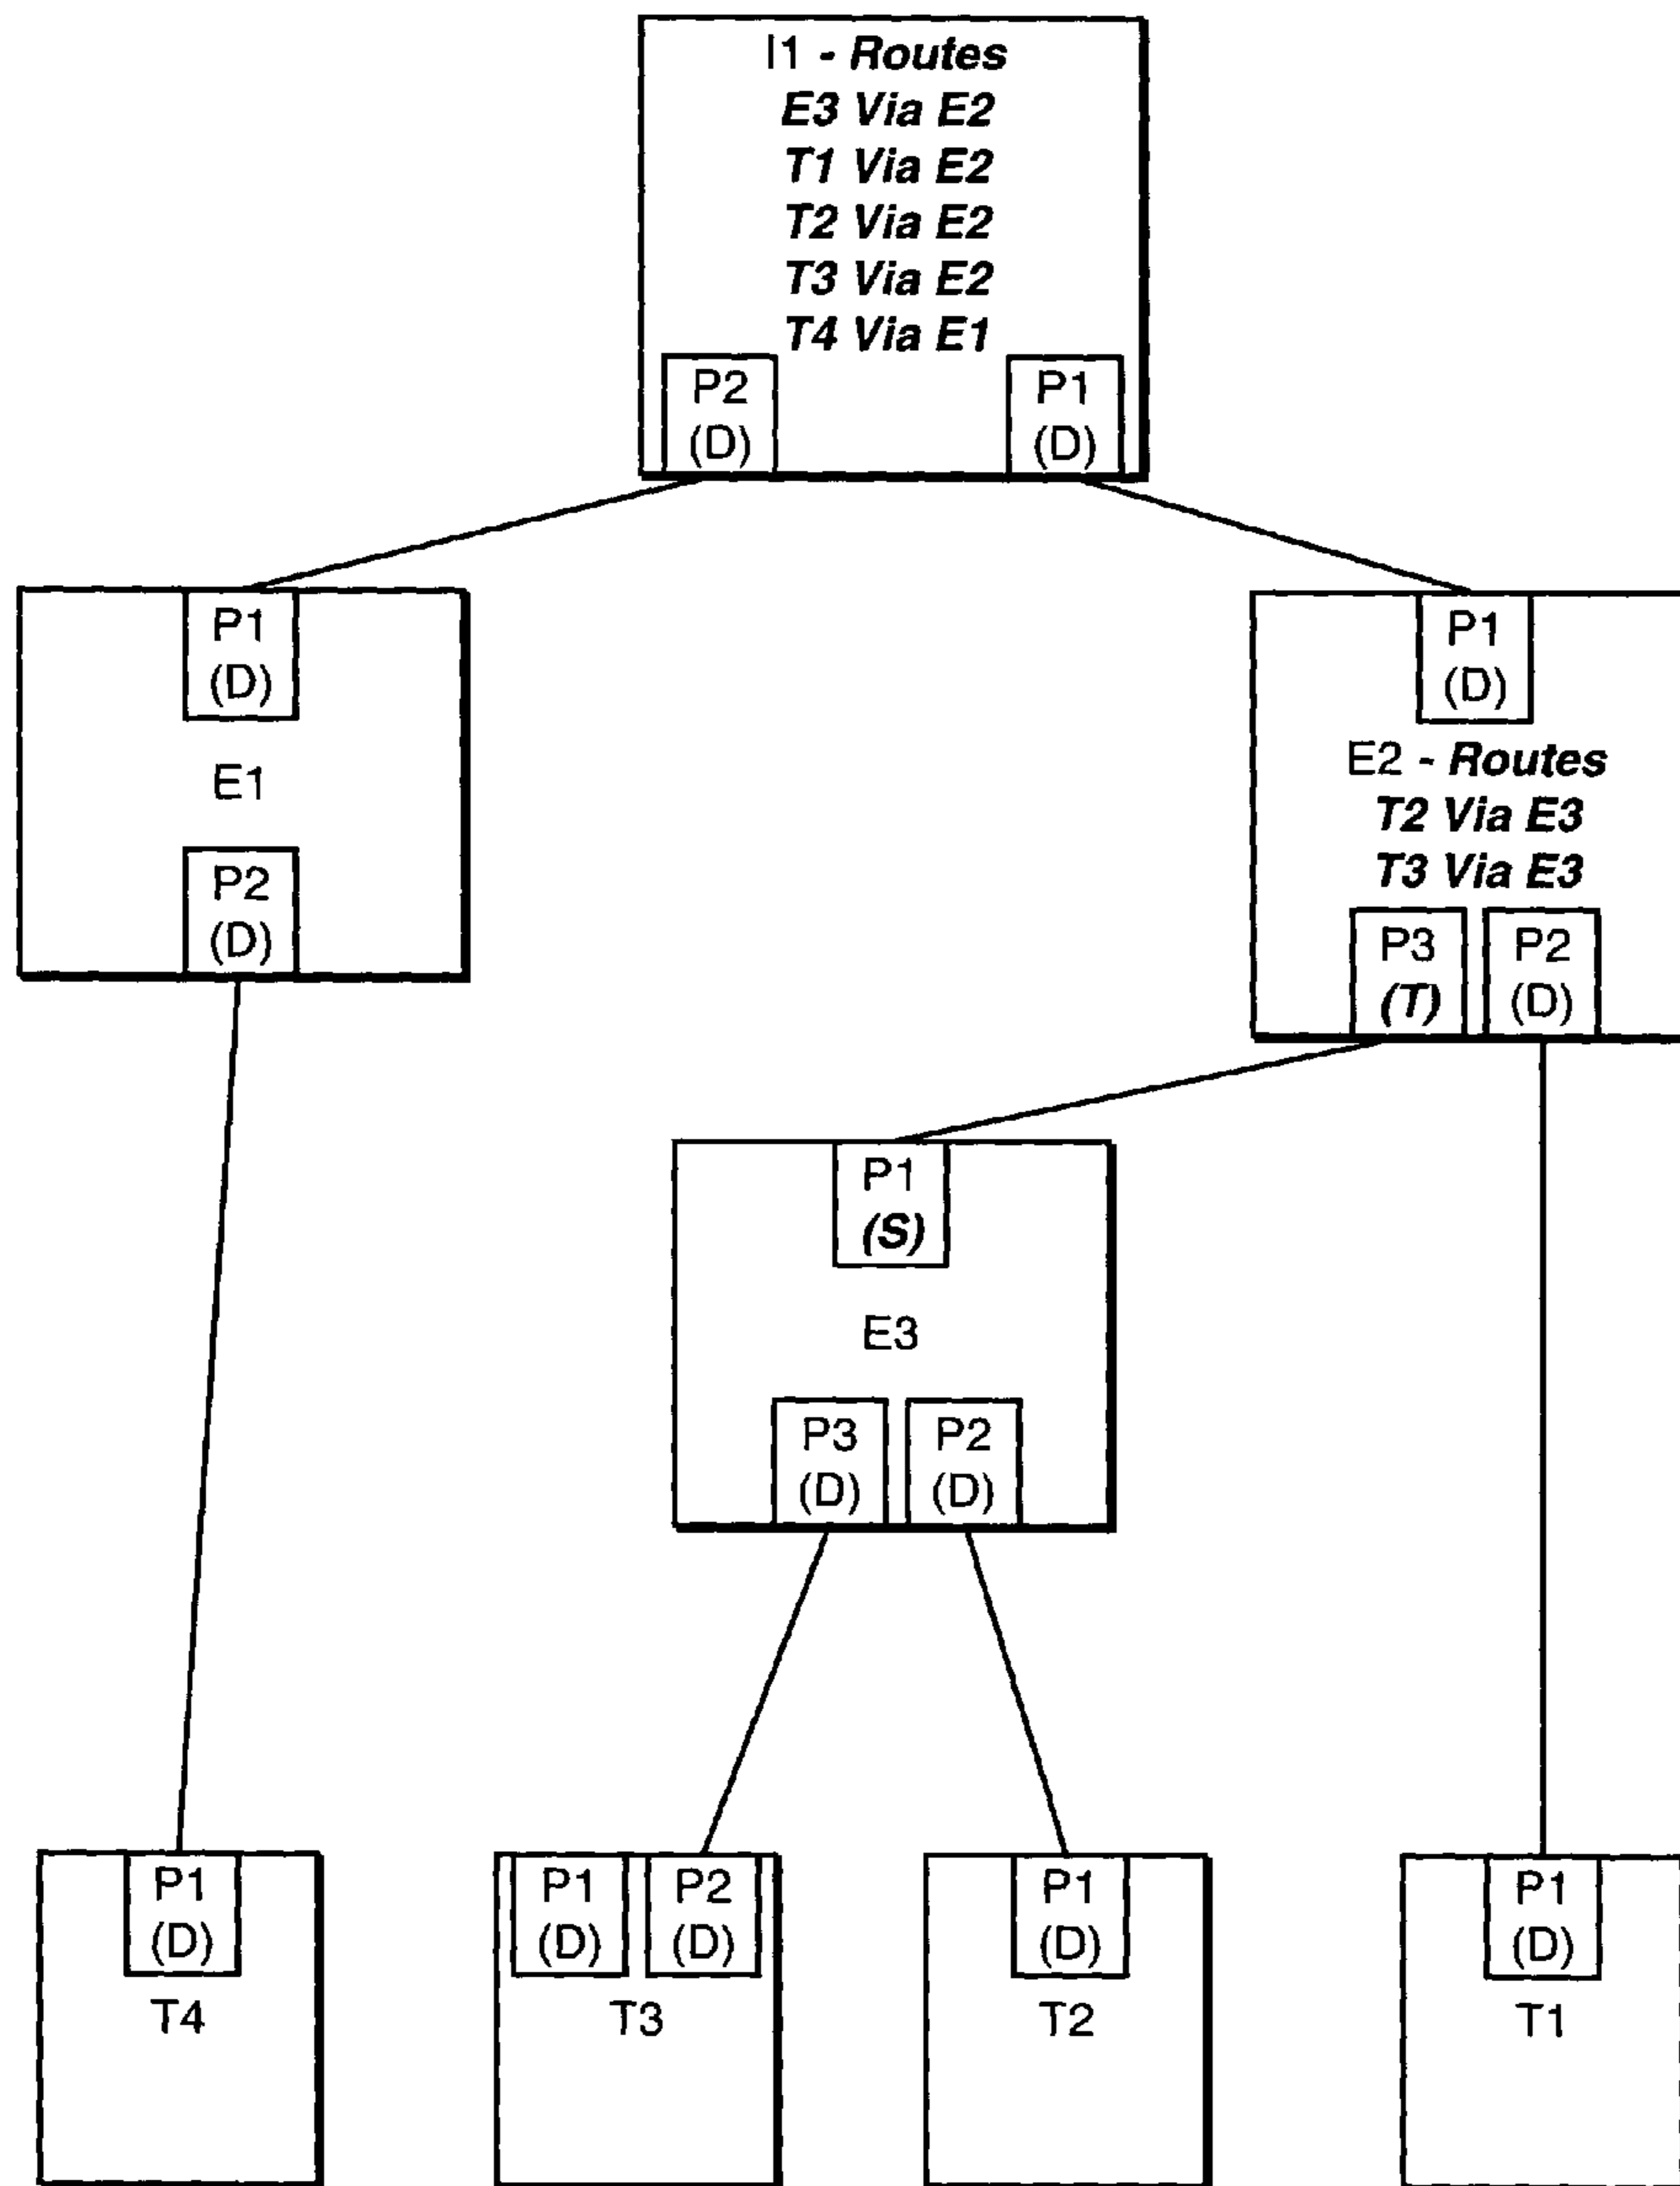 I1 - Routes
E3 Via E2
T1 Via E2
T2 Via E2
T3 Via E2
T4 Via E1
P2
(D)
P1
(D)
P1
(D)
E1
P2
(D)
P1
(D)
E2 - Routes
T2 Via E3
T3 Via E3
P3
(T)
P2
(D)
P1
(S)
E3
P3
(D)
P2
(D)
P1
(D)
T4
P1
(D)
P2
(D)
T3
P1
(D)
T2
P1
(D)
T1